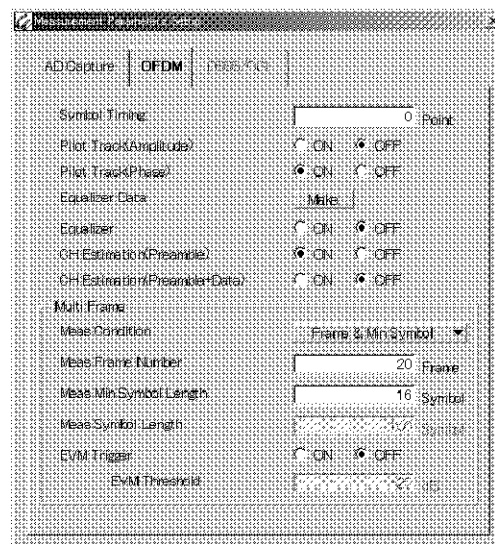 AD Capture OFDM
Symbol Timing 0 Point
Pilot Track(Amplitude) ON OFF
Pilot Track(Phase) ON OFF
Equalizer Data Make
Equalizer ON OFF
CH Estimation(Preamble) ON OFF
CH Estimation(Preamble+Data) ON OFF
Multi Frame
Meas Condition Frame & Min Symbol
Meas Frame Number 20 Frame
Meas Min Symbol Length 16 Symbol
Meas Symbol Length Symbol
EVM Trigger ON OFF
EVM Threshold dB